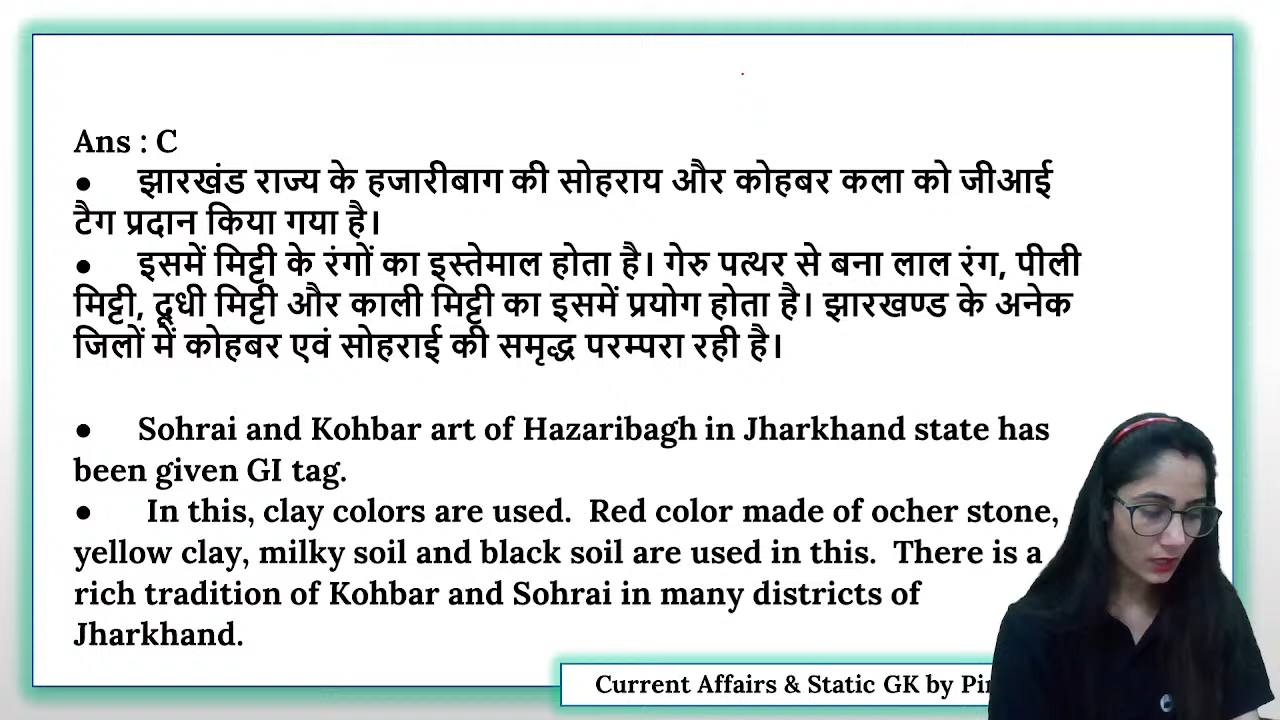 Ans : C
● झारखंड राज्य के हजारीबाग की सोहराय और कोहबर कला को जीआई
टैग प्रदान किया गया है।
● इसमें मिट्टी के रंगों का इस्तेमाल होता है। गेरु पत्थर से बना लाल रंग, पीली
मिट्टी, दूधी मिट्टी और काली मिट्टी का इसमें प्रयोग होता है। झारखण्ड के अनेक
जिलों में कोहबर एवं सोहराई की समृद्ध परम्परा रही है।
● Sohrai and Kohbar art of Hazaribagh in Jharkhand state has
been given GI tag.
● In this, clay colors are used. Red color made of ocher stone,
yellow clay, milky soil and black soil are used in this. There is a
rich tradition of Kohbar and Sohrai in many districts of
Jharkhand.
Current Affairs & Static GK by